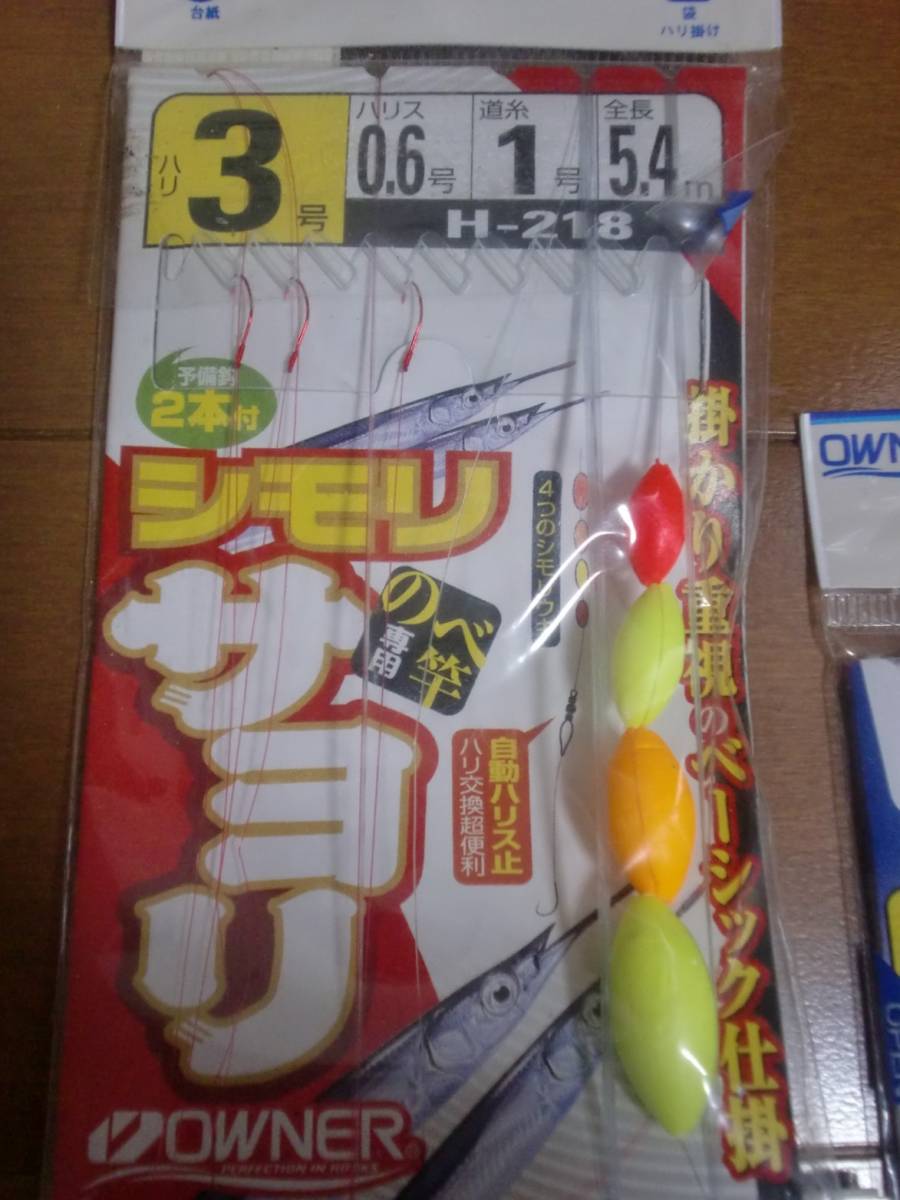 台紙
袋
ハリ掛け
ハリ
3
号
ハリス
0.6号
道糸
1号
全長
5.4m
H-218
予備鈎
2本付
シモリ
サヨリ
のべ竿
専用
4つのシモリウキ
自動ハリス止
ハリ交換超便利
掛かり重視のベーシック仕掛
OWNER
PERFECTION IN HOOKS